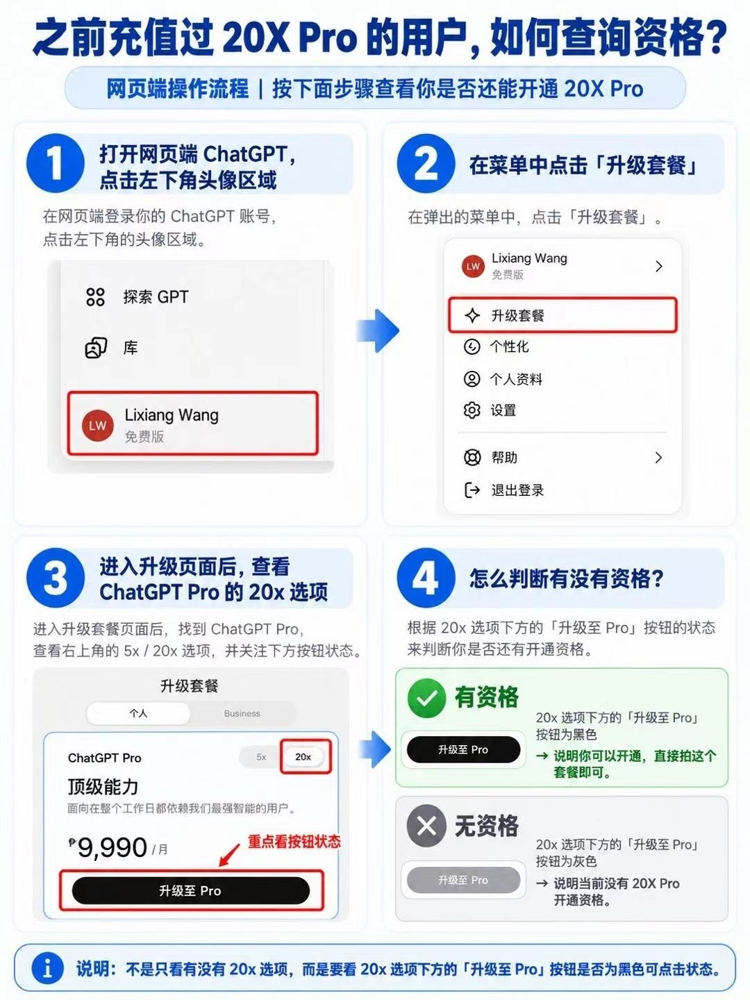 之前充值过 20X Pro 的用户，如何查询资格？
网页端操作流程 | 按下面步骤查看你是否还能开通 20X Pro
1
打开网页端 ChatGPT，
点击左下角头像区域
在网页端登录你的 ChatGPT 账号，
点击左下角的头像区域。
探索 GPT
库
LW
Lixiang Wang
免费版
2
在菜单中点击「升级套餐」
在弹出的菜单中，点击「升级套餐」。
LW
Lixiang Wang
免费版
升级套餐
个性化
个人资料
设置
帮助
退出登录
3
进入升级页面后，查看
ChatGPT Pro 的 20x 选项
进入升级套餐页面后，找到 ChatGPT Pro，
查看右上角的 5x / 20x 选项，并关注下方按钮状态。
升级套餐
个人
Business
ChatGPT Pro
5x
20x
顶级能力
面向在整个工作日都依赖我们最强智能的用户。
₱9,990 / 月
重点看按钮状态
升级至 Pro
4
怎么判断有没有资格？
根据 20x 选项下方的「升级至 Pro」按钮的状态
来判断你是否还有开通资格。
有资格
升级至 Pro
20x 选项下方的「升级至 Pro」
按钮为黑色
→ 说明你可以开通，直接拍这个
套餐即可。
无资格
升级至 Pro
20x 选项下方的「升级至 Pro」
按钮为灰色
→ 说明当前没有 20X Pro
开通资格。
说明：不是只看有没有 20x 选项，而是要看 20x 选项下方的「升级至 Pro」按钮是否为黑色可点击状态。